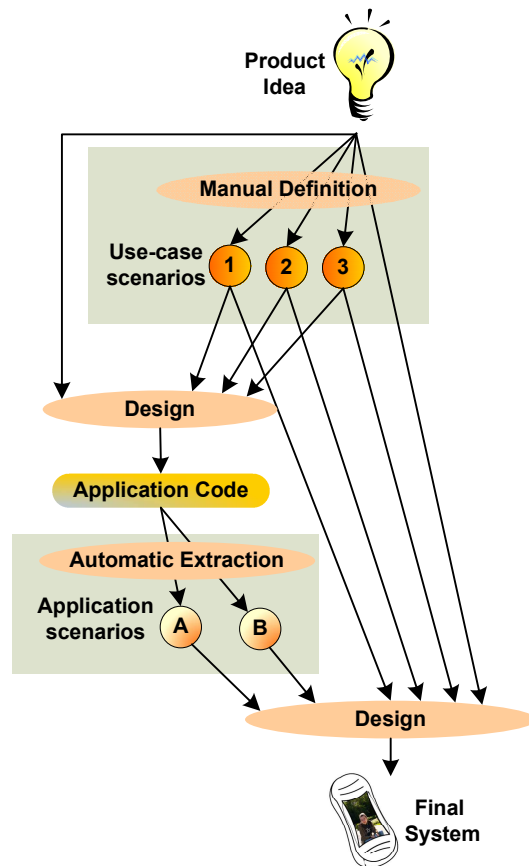 Product
Idea
Manual Definition
Use-case
scenarios
1
2
3
Design
Application Code
Automatic Extraction
Application
scenarios
A
B
Design
Final
System